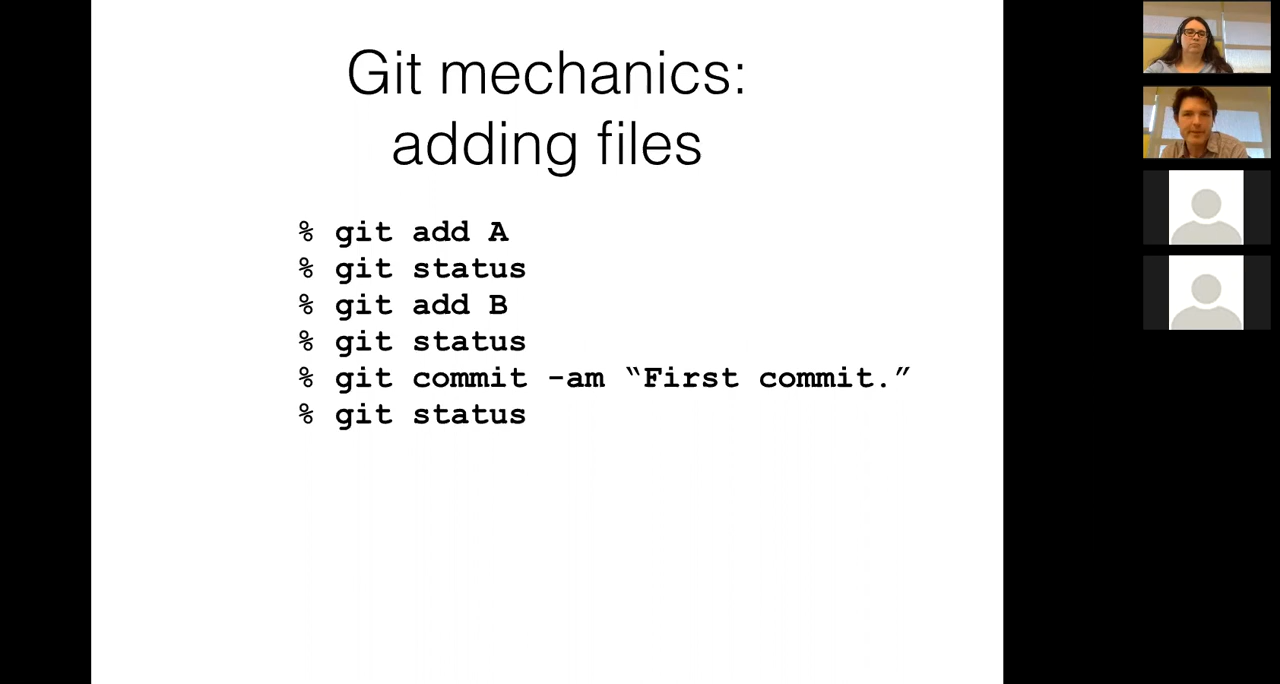 Git mechanics:
adding files
% git add A
% git status
% git add B
% git status
% git commit -am “First commit.”
% git status